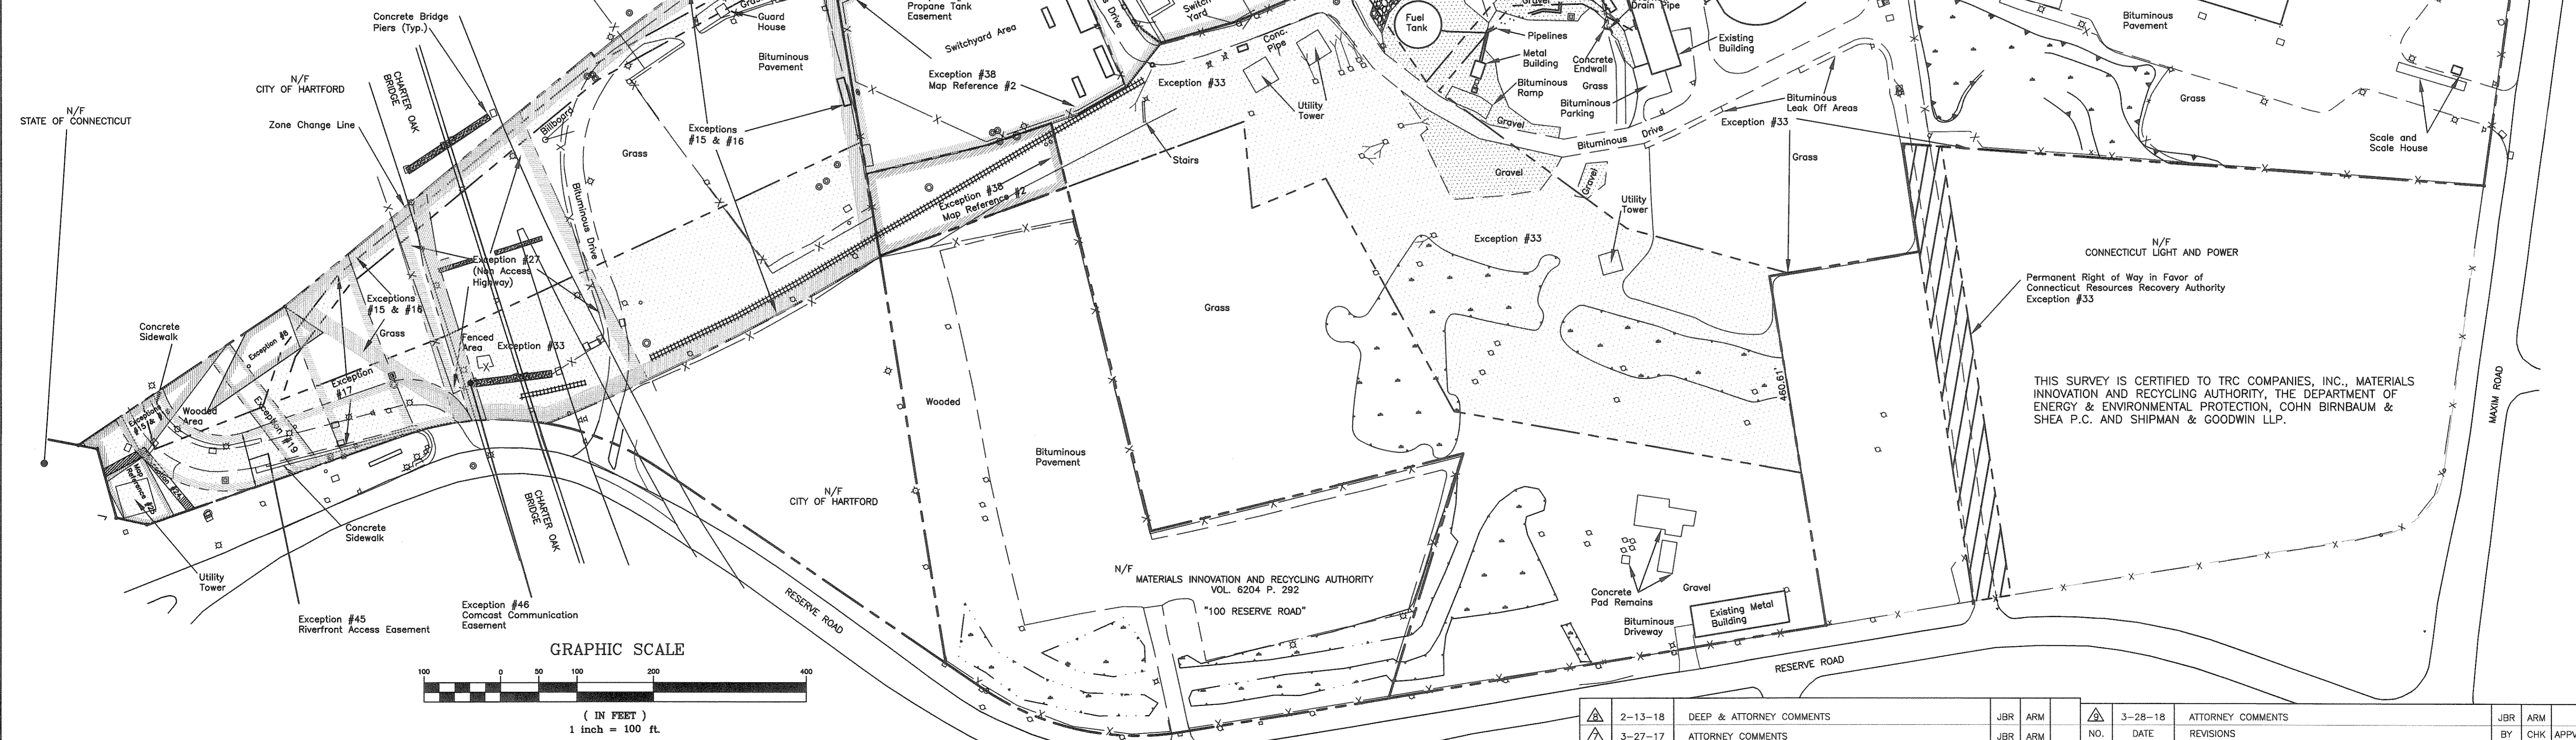 Concrete Bridge
Piers (Typ.)
Guard
House
Propane Tank
Easement
Drive
Switch
Yard
Switchyard Area
Bituminous
Pavement
Conc.
Pipe
Fuel
Tank
Gravel
Drain Pipe
Pipelines
Metal
Building
Existing
Building
Concrete
Endwall
Bituminous
Ramp
Grass
Bituminous
Parking
Bituminous
Pavement
N/F
CITY OF HARTFORD
CHARTER OAK
BRIDGE
Exception #38
Map Reference #2
Exception #33
Utility
Tower
Bituminous
Leak Off Areas
Exception #33
Grass
N/F
STATE OF CONNECTICUT
Zone Change Line
Billboard
Grass
Exceptions
#15 & #16
Stairs
Gravel
Bituminous Drive
Grass
Scale and
Scale House
Bituminous Drive
Exception #38
Map Reference #2
Gravel
Gravel
Utility
Tower
Exception #33
N/F
CONNECTICUT LIGHT AND POWER
Exception #27
(Non Access
Highway)
Permanent Right of Way in Favor of
Connecticut Resources Recovery Authority
Exception #33
Exceptions
#15 & #16
Grass
Grass
Concrete
Sidewalk
Exception #8
Fenced
Area
Exception #33
Exception
#17
Exceptions
Wooded
Area
Exception #19
Wooded
460.61'
MAXIM ROAD
THIS SURVEY IS CERTIFIED TO TRC COMPANIES, INC., MATERIALS
INNOVATION AND RECYCLING AUTHORITY, THE DEPARTMENT OF
ENERGY & ENVIRONMENTAL PROTECTION, COHN BIRNBAUM &
SHEA P.C. AND SHIPMAN & GOODWIN LLP.
Bituminous
Pavement
Map
Reference
N/F
CITY OF HARTFORD
CHARTER OAK
BRIDGE
Concrete
Sidewalk
Utility
Tower
N/F
MATERIALS INNOVATION AND RECYCLING AUTHORITY
VOL. 6204 P. 292
"100 RESERVE ROAD"
Concrete
Pad Remains
Gravel
Existing Metal
Building
Bituminous
Driveway
RESERVE ROAD
RESERVE ROAD
Exception #45
Riverfront Access Easement
Exception #46
Comcast Communication
Easement
GRAPHIC SCALE
100 0 50 100 200 400
( IN FEET )
1 inch = 100 ft.
8 2-13-18 DEEP & ATTORNEY COMMENTS JBR ARM
7 3-27-17 ATTORNEY COMMENTS JBR ARM
9 3-28-18 ATTORNEY COMMENTS JBR ARM
NO. DATE REVISIONS BY CHK